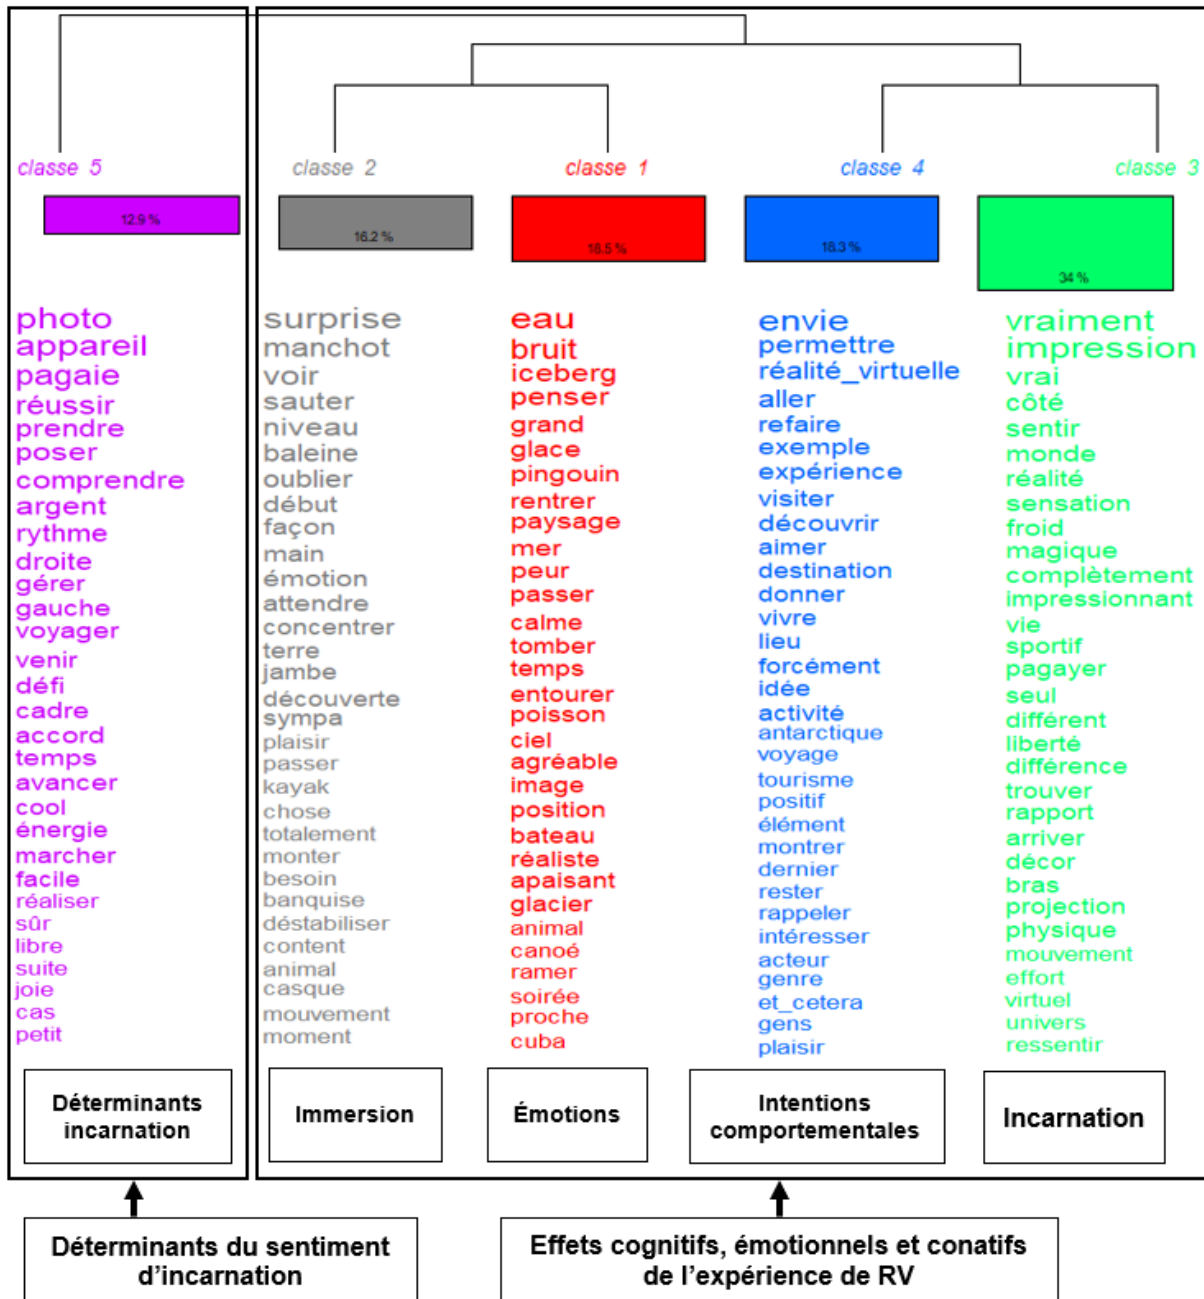 classe 5
12.9 %
photo
appareil
pagaie
réussir
prendre
poser
comprendre
argent
rythme
droite
gérer
gauche
voyager
venir
défi
cadre
accord
temps
avancer
cool
énergie
marcher
facile
réaliser
sûr
libre
suite
joie
cas
petit
Déterminants
incarnation
classe 2
16.2 %
surprise
manchot
voir
sauter
niveau
baleine
oublier
début
façon
main
émotion
attendre
concentrer
terre
jambe
découverte
sympa
plaisir
passer
kayak
chose
totalement
monter
besoin
banquise
déstabiliser
content
animal
casque
mouvement
moment
Immersion
classe 1
18.5 %
eau
bruit
iceberg
penser
grand
glace
pingouin
rentrer
paysage
mer
peur
passer
calme
tomber
temps
entourer
poisson
ciel
agréable
image
position
bateau
réaliste
apaisant
glacier
animal
canoé
ramer
soirée
proche
cuba
Émotions
classe 4
18.3 %
envie
permettre
réalité_virtuelle
aller
refaire
exemple
expérience
visiter
découvrir
aimer
destination
donner
vivre
lieu
forcément
idée
activité
antarctique
voyage
tourisme
positif
élément
montrer
dernier
rester
rappeler
intéresser
acteur
genre
et_cetera
gens
plaisir
Intentions
comportementales
classe 3
34 %
vraiment
impression
vrai
côté
sentir
monde
réalité
sensation
froid
magique
complètement
impressionnant
vie
sportif
pagayer
seul
différent
liberté
différence
trouver
rapport
arriver
décor
bras
projection
physique
mouvement
effort
virtuel
univers
ressentir
Incarnation
Déterminants du sentiment
d’incarnation
Effets cognitifs, émotionnels et conatifs
de l’expérience de RV